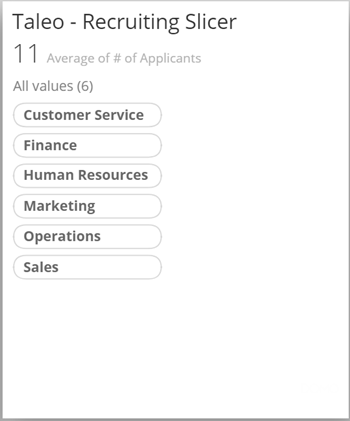 Taleo - Recruiting Slicer
11 Average of # of Applicants
All values (6)
Customer Service
Finance
Human Resources
Marketing
Operations
Sales